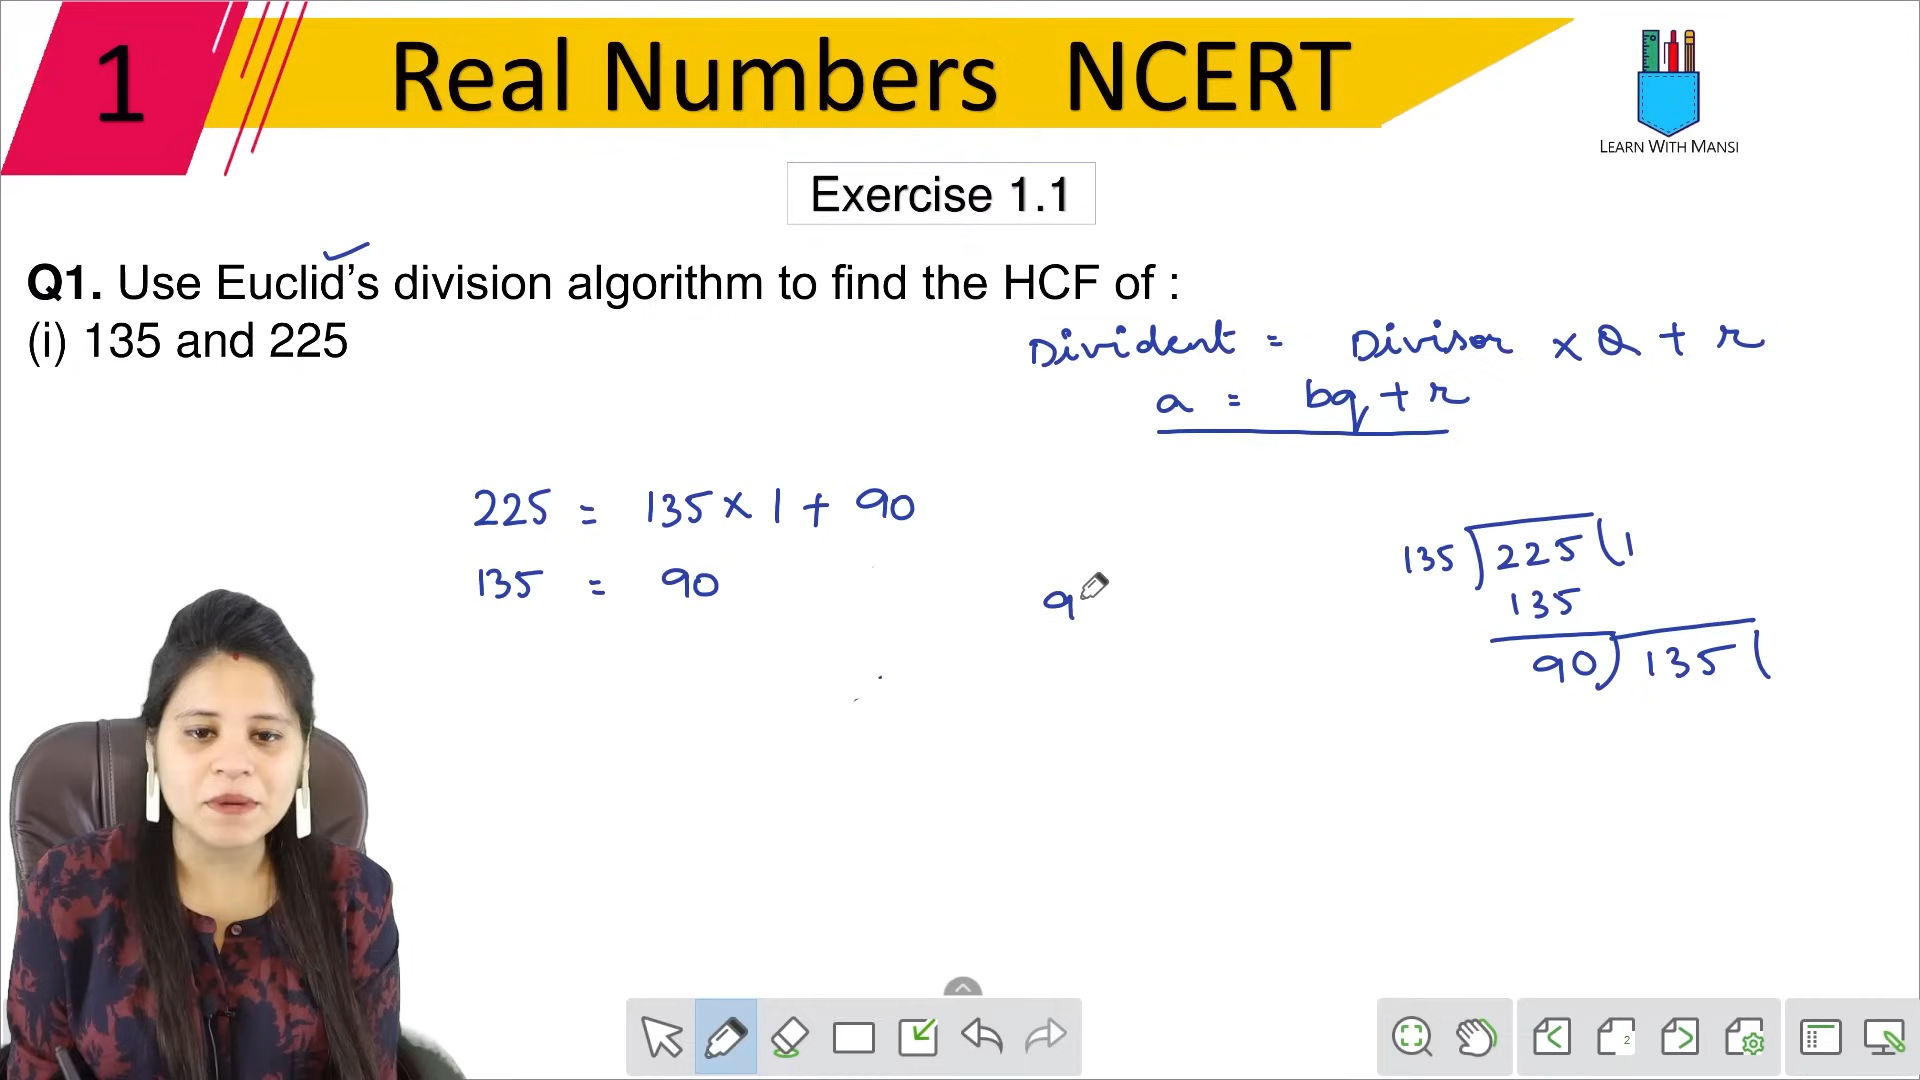 1
Real Numbers NCERT
LEARN WITH MANSI
Exercise 1.1
Q1. Use Euclid’s division algorithm to find the HCF of :
(i) 135 and 225
Divident = Divisor × Q + r
a = bq + r
225 = 135 × 1 + 90
135 = 90
9
135 ) 225 ( 1
135
90 ) 135 (
2